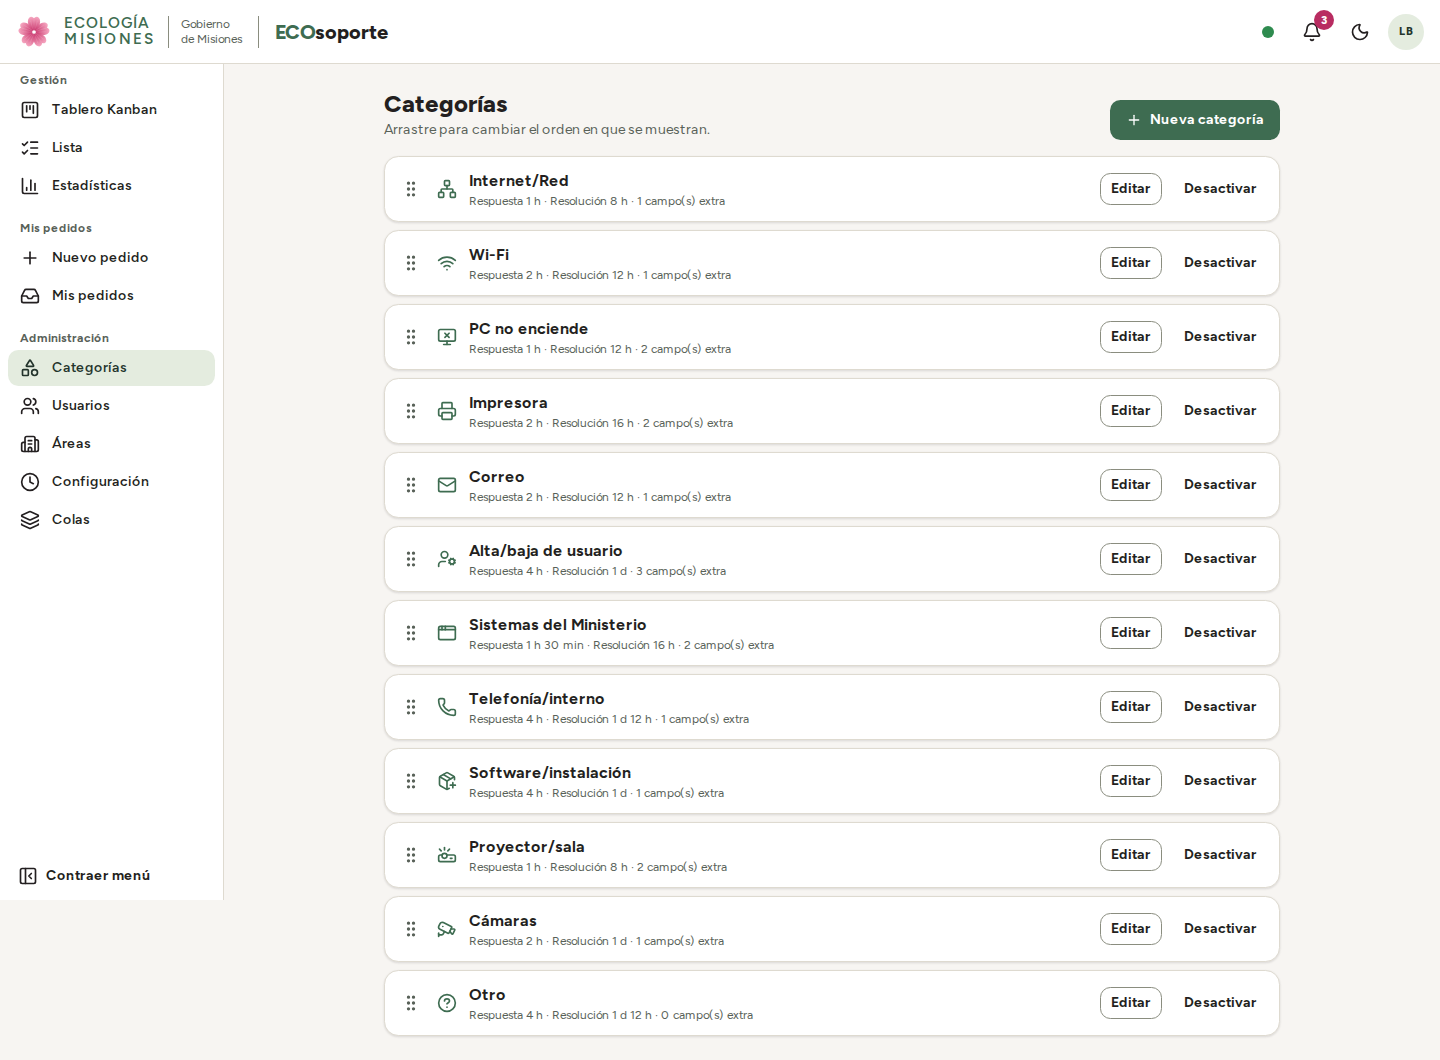 ECOLOGÍA
MISIONES
Gobierno
de Misiones
ECOsoporte
3
LB
Gestión
Tablero Kanban
Lista
Estadísticas
Mis pedidos
Nuevo pedido
Mis pedidos
Administración
Categorías
Usuarios
Áreas
Configuración
Colas
Contraer menú
Categorías
Arrastre para cambiar el orden en que se muestran.
Nueva categoría
Internet/Red
Respuesta 1 h · Resolución 8 h · 1 campo(s) extra
Editar Desactivar
Wi-Fi
Respuesta 2 h · Resolución 12 h · 1 campo(s) extra
Editar Desactivar
PC no enciende
Respuesta 1 h · Resolución 12 h · 2 campo(s) extra
Editar Desactivar
Impresora
Respuesta 2 h · Resolución 16 h · 2 campo(s) extra
Editar Desactivar
Correo
Respuesta 2 h · Resolución 12 h · 1 campo(s) extra
Editar Desactivar
Alta/baja de usuario
Respuesta 4 h · Resolución 1 d · 3 campo(s) extra
Editar Desactivar
Sistemas del Ministerio
Respuesta 1 h 30 min · Resolución 16 h · 2 campo(s) extra
Editar Desactivar
Telefonía/interno
Respuesta 4 h · Resolución 1 d 12 h · 1 campo(s) extra
Editar Desactivar
Software/instalación
Respuesta 4 h · Resolución 1 d · 1 campo(s) extra
Editar Desactivar
Proyector/sala
Respuesta 1 h · Resolución 8 h · 2 campo(s) extra
Editar Desactivar
Cámaras
Respuesta 2 h · Resolución 1 d · 1 campo(s) extra
Editar Desactivar
Otro
Respuesta 4 h · Resolución 1 d 12 h · 0 campo(s) extra
Editar Desactivar